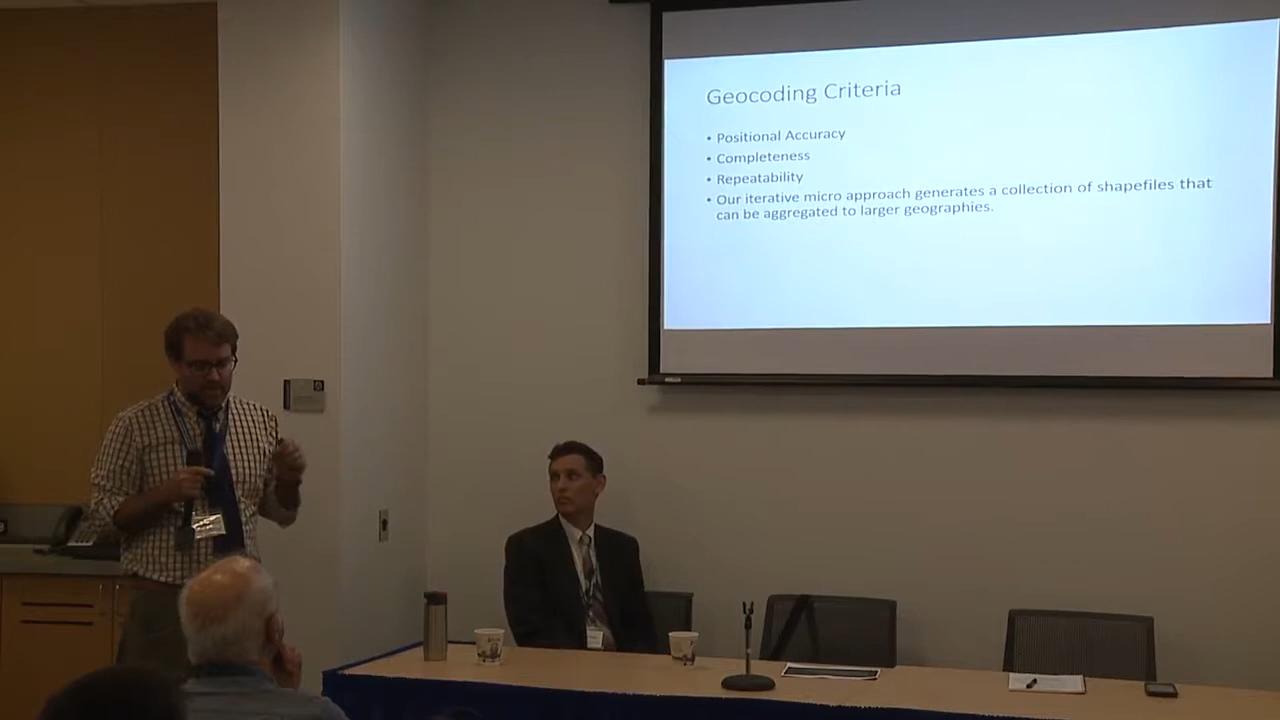 Geocoding Criteria
• Positional Accuracy
• Completeness
• Repeatability
• Our iterative micro approach generates a collection of shapefiles that
can be aggregated to larger geographies.